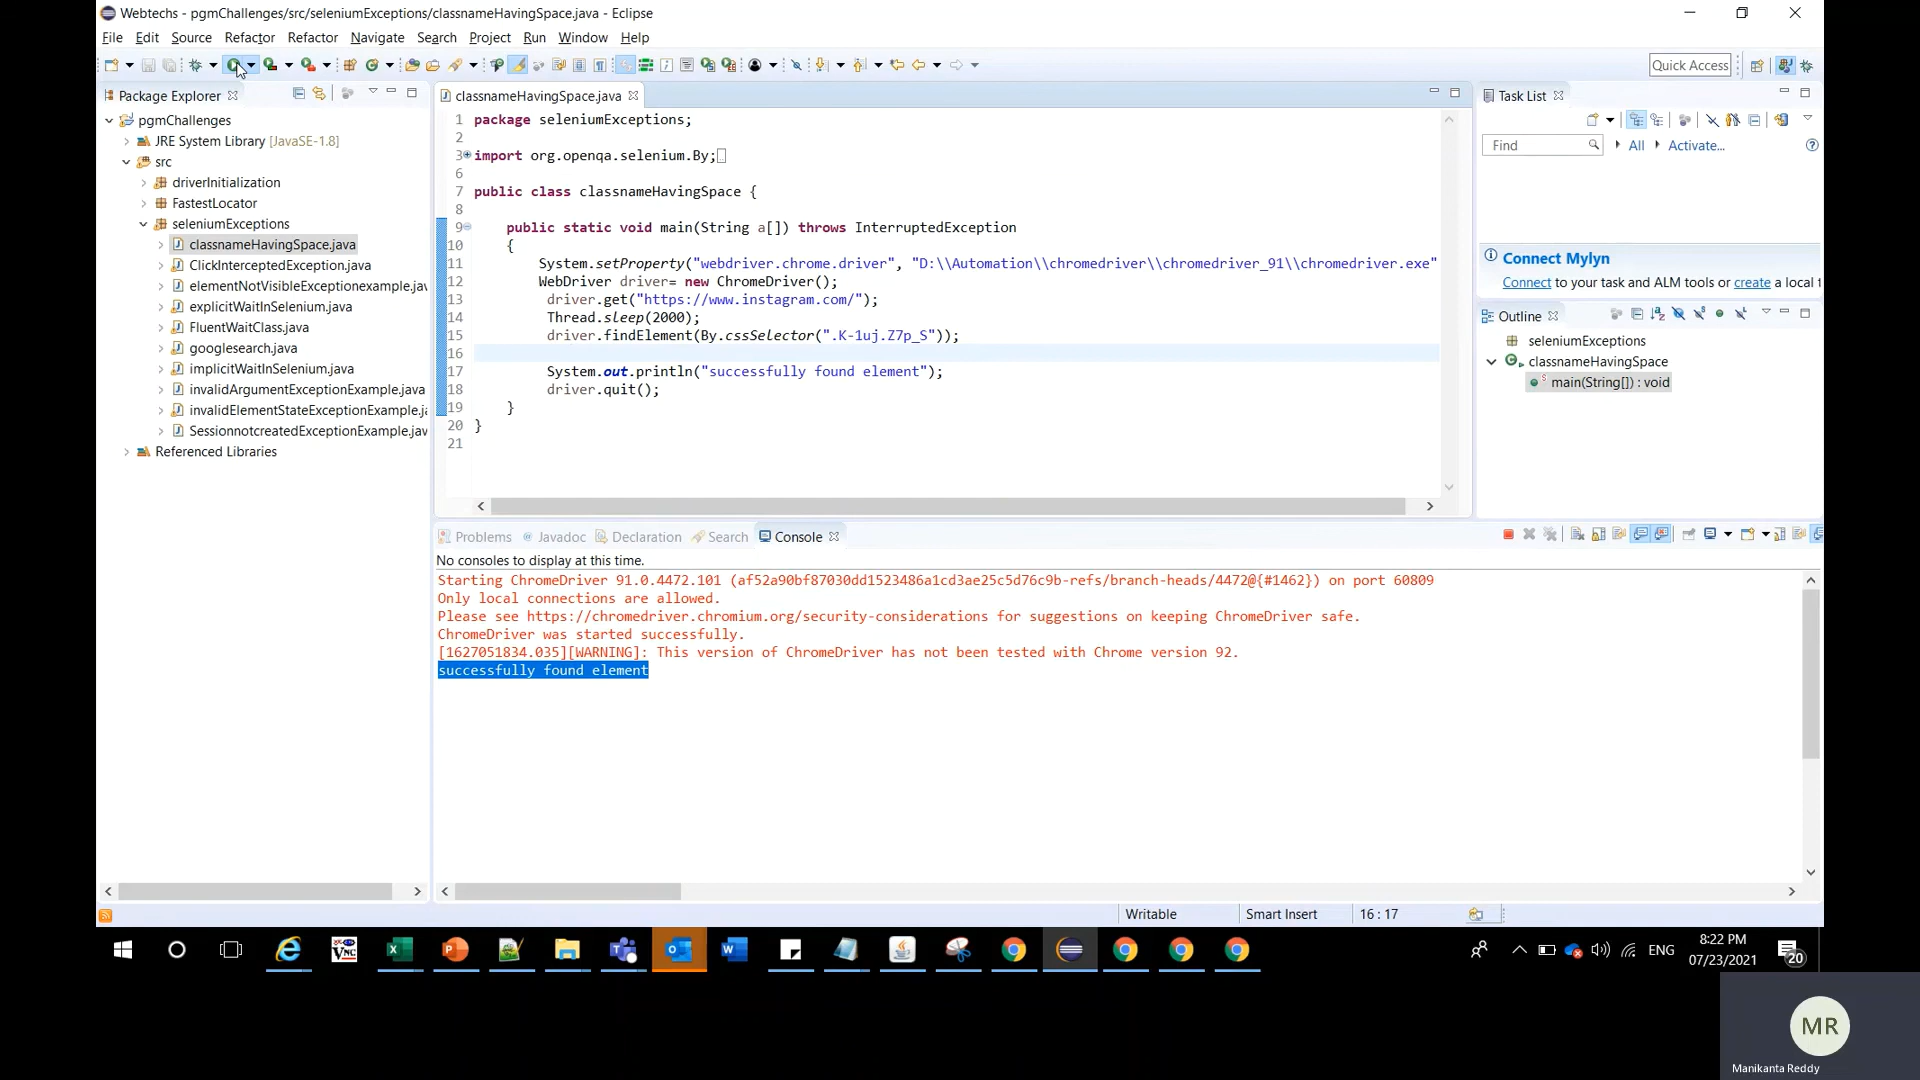 Webtechs - pgmChallenges/src/seleniumExceptions/classnameHavingSpace.java - Eclipse
File Edit Source Refactor Refactor Navigate Search Project Run Window Help
Quick Access
Package Explorer
pgmChallenges
JRE System Library [JavaSE-1.8]
src
driverInitialization
FastestLocator
seleniumExceptions
classnameHavingSpace.java
ClickInterceptedException.java
elementNotVisibleExceptionexample.jav
explicitWaitInSelenium.java
FluentWaitClass.java
googlesearch.java
implicitWaitInSelenium.java
invalidArgumentExceptionExample.java
invalidElementStateExceptionExample.ja
SessionnotcreatedExceptionExample.jav
Referenced Libraries
classnameHavingSpace.java
1 package seleniumExceptions;
2
3 import org.openqa.selenium.By;
6
7 public class classnameHavingSpace {
8
9 public static void main(String a[]) throws InterruptedException
10 {
11 System.setProperty("webdriver.chrome.driver", "D:\\Automation\\chromedriver\\chromedriver_91\\chromedriver.exe"
12 WebDriver driver= new ChromeDriver();
13 driver.get("https://www.instagram.com/");
14 Thread.sleep(2000);
15 driver.findElement(By.cssSelector(".K-1uj.Z7p_S"));
16
17 System.out.println("successfully found element");
18 driver.quit();
19 }
20 }
21
Task List
Find All Activate...
Connect Mylyn
Connect to your task and ALM tools or create a local t
Outline
seleniumExceptions
classnameHavingSpace
main(String[]) : void
Problems Javadoc Declaration Search Console
No consoles to display at this time.
Starting ChromeDriver 91.0.4472.101 (af52a90bf87030dd1523486a1cd3ae25c5d76c9b-refs/branch-heads/4472@{#1462}) on port 60809
Only local connections are allowed.
Please see https://chromedriver.chromium.org/security-considerations for suggestions on keeping ChromeDriver safe.
ChromeDriver was started successfully.
[1627051834.035][WARNING]: This version of ChromeDriver has not been tested with Chrome version 92.
successfully found element
Writable Smart Insert 16 : 17
ENG
8:22 PM
07/23/2021
20
MR
Manikanta Reddy